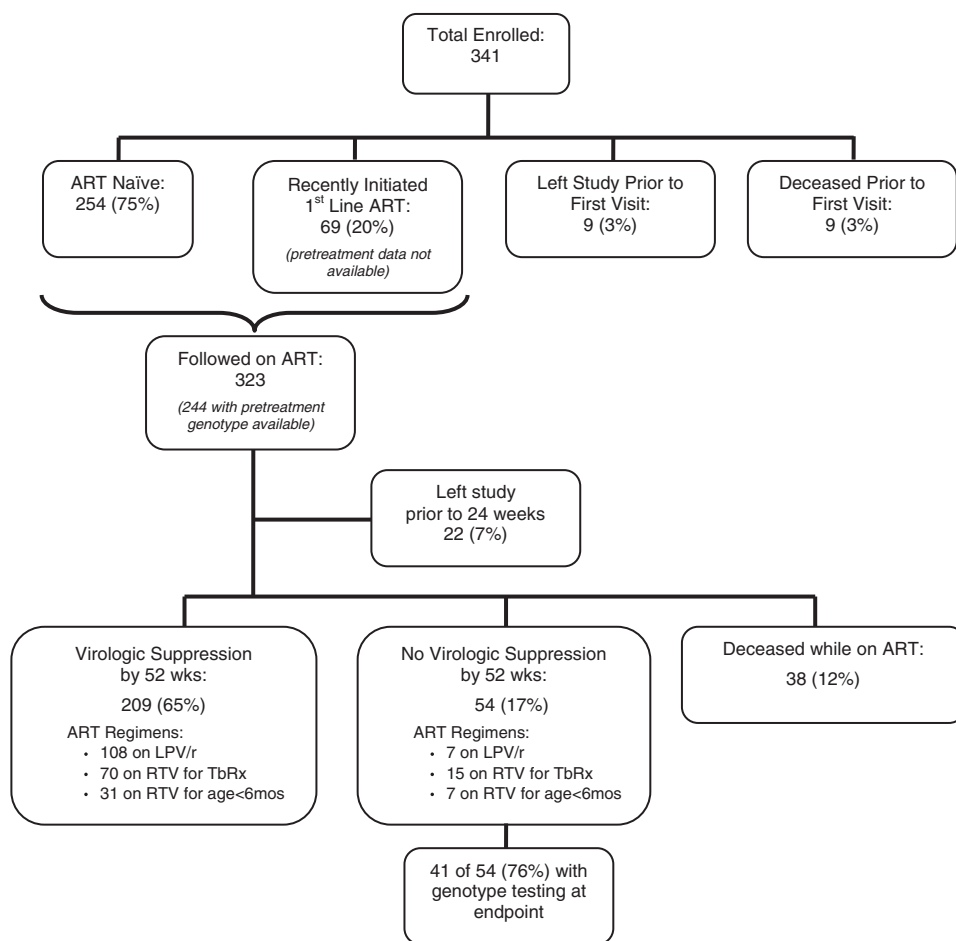 Total Enrolled:
341
ART Naïve:
254 (75%)
Recently Initiated
1st Line ART:
69 (20%)
(pretreatment data not
available)
Left Study Prior to
First Visit:
9 (3%)
Deceased Prior to
First Visit:
9 (3%)
Followed on ART:
323
(244 with pretreatment
genotype available)
Left study
prior to 24 weeks
22 (7%)
Virologic Suppression
by 52 wks:
209 (65%)
ART Regimens:
• 108 on LPV/r
• 70 on RTV for TbRx
• 31 on RTV for age<6mos
No Virologic Suppression
by 52 wks:
54 (17%)
ART Regimens:
• 7 on LPV/r
• 15 on RTV for TbRx
• 7 on RTV for age<6mos
Deceased while on ART:
38 (12%)
41 of 54 (76%) with
genotype testing at
endpoint